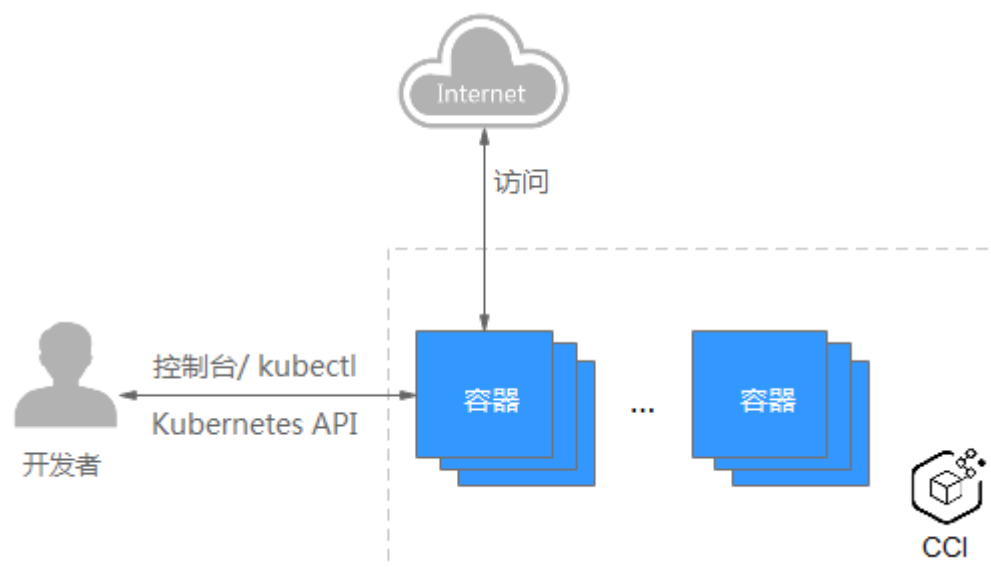 Internet
访问
控制台/ kubectl
Kubernetes API
开发者
容器
...
容器
CCI